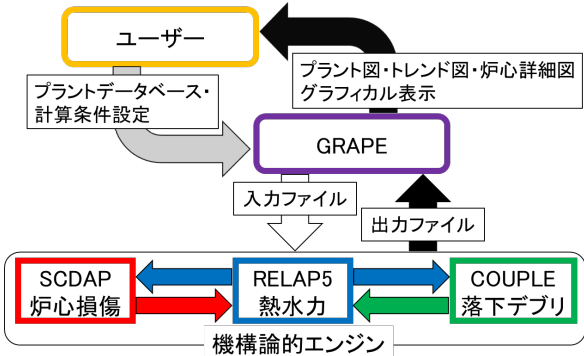 ユーザー
プラントデータベース・
計算条件設定
プラント図・トレンド図・炉心詳細図
グラフィカル表示
GRAPE
入力ファイル
出力ファイル
SCDAP
炉心損傷
RELAP5
熱水力
COUPLE
落下デブリ
機構論的エンジン